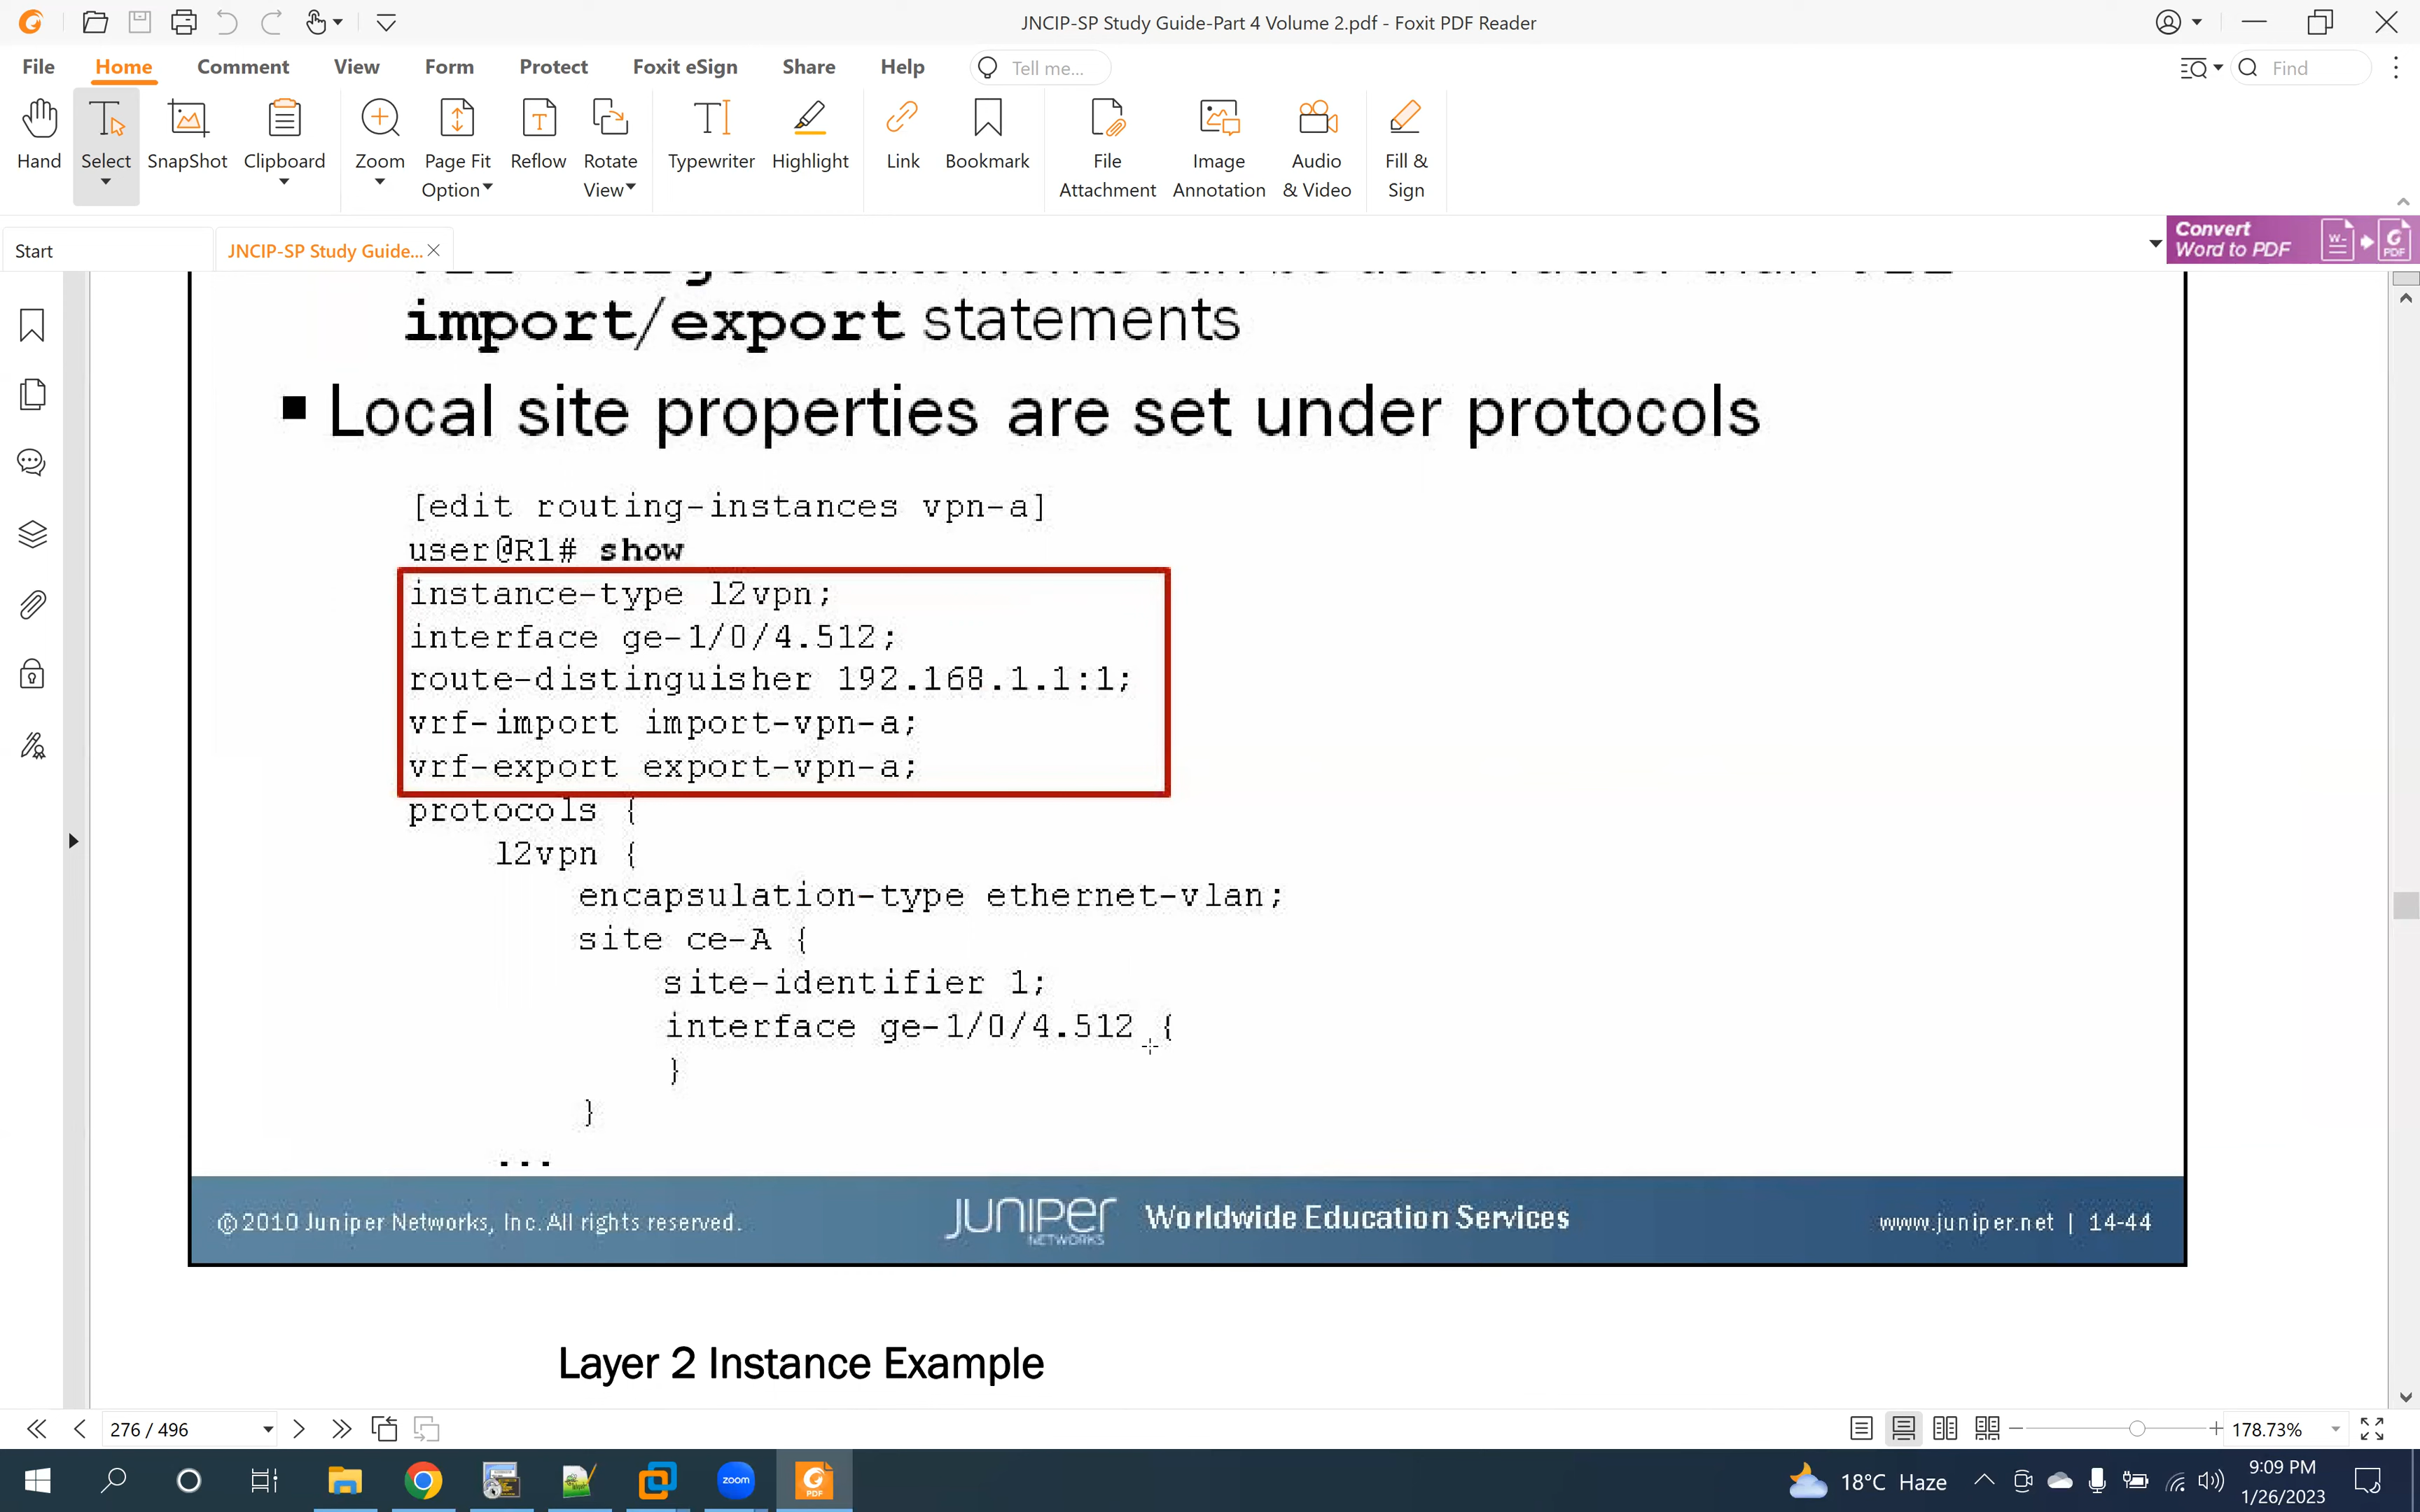 JNCIP-SP Study Guide-Part 4 Volume 2.pdf - Foxit PDF Reader
File Home Comment View Form Protect Foxit eSign Share Help Tell me... Find
Hand Select SnapShot Clipboard Zoom Page Fit Option Reflow Rotate View Typewriter Highlight Link Bookmark File Attachment Image Annotation Audio & Video Fill & Sign
Start JNCIP-SP Study Guide...
Convert
Word to PDF
import/export statements
■ Local site properties are set under protocols
[edit routing-instances vpn-a]
user@R1# show
instance-type l2vpn;
interface ge-1/0/4.512;
route-distinguisher 192.168.1.1:1;
vrf-import import-vpn-a;
vrf-export export-vpn-a;
protocols {
l2vpn {
encapsulation-type ethernet-vlan;
site ce-A {
site-identifier 1;
interface ge-1/0/4.512 {
}
}
...
©2010 Juniper Networks, Inc. All rights reserved. JUNIPER NETWORKS Worldwide Education Services www.juniper.net | 14-44
Layer 2 Instance Example
276 / 496 178.73%
zoom PDF 18°C Haze 9:09 PM
1/26/2023